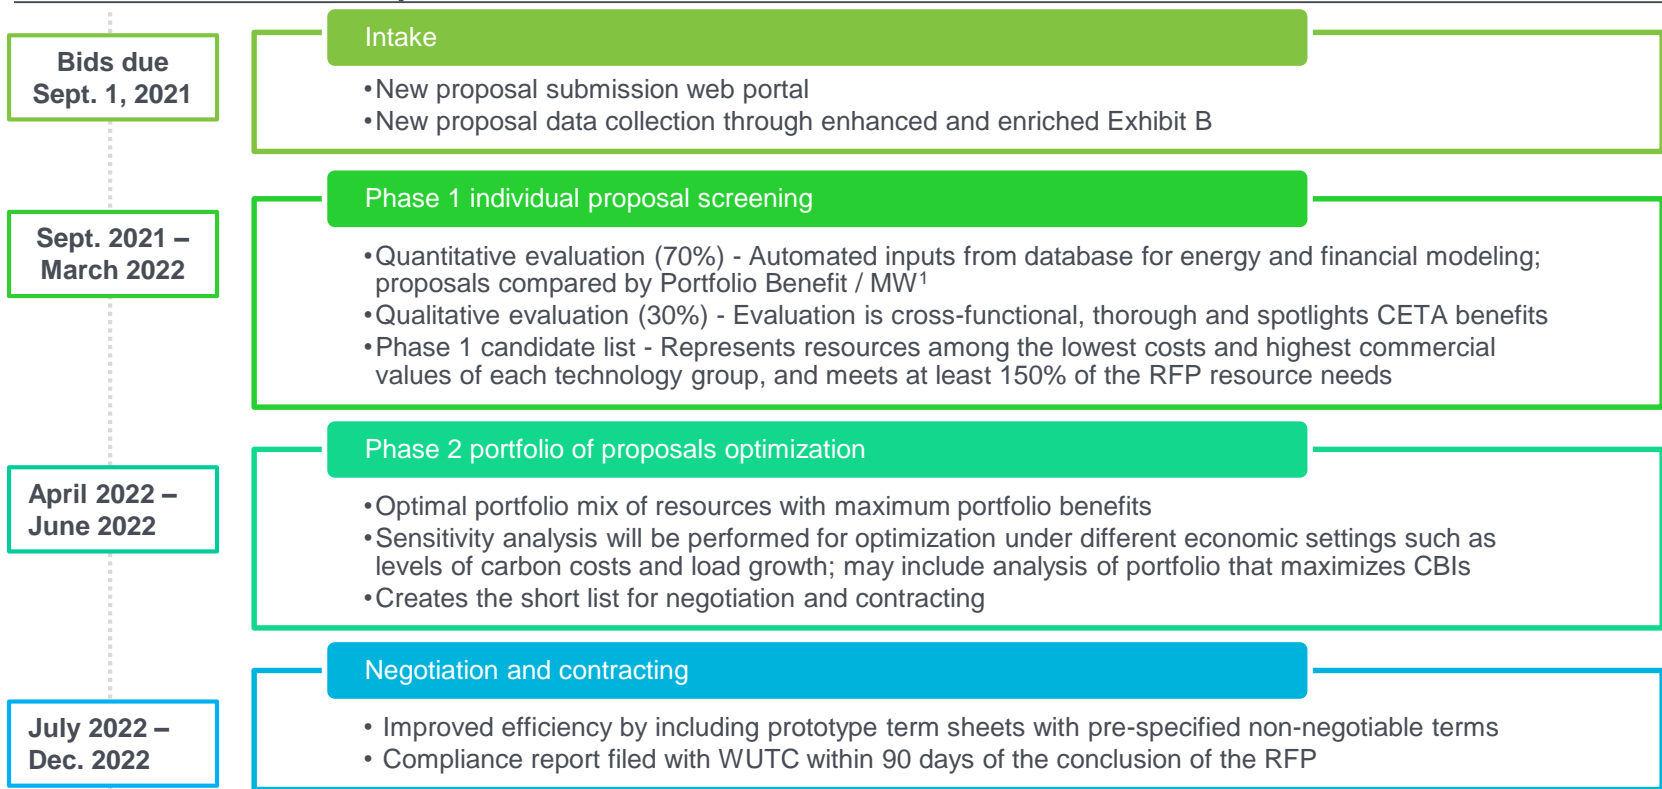 Bids due
Sept. 1, 2021
Intake
•New proposal submission web portal
•New proposal data collection through enhanced and enriched Exhibit B
Sept. 2021 –
March 2022
Phase 1 individual proposal screening
•Quantitative evaluation (70%) - Automated inputs from database for energy and financial modeling;
proposals compared by Portfolio Benefit / MW¹
•Qualitative evaluation (30%) - Evaluation is cross-functional, thorough and spotlights CETA benefits
•Phase 1 candidate list - Represents resources among the lowest costs and highest commercial
values of each technology group, and meets at least 150% of the RFP resource needs
April 2022 –
June 2022
Phase 2 portfolio of proposals optimization
•Optimal portfolio mix of resources with maximum portfolio benefits
•Sensitivity analysis will be performed for optimization under different economic settings such as
levels of carbon costs and load growth; may include analysis of portfolio that maximizes CBIs
•Creates the short list for negotiation and contracting
July 2022 –
Dec. 2022
Negotiation and contracting
• Improved efficiency by including prototype term sheets with pre-specified non-negotiable terms
• Compliance report filed with WUTC within 90 days of the conclusion of the RFP